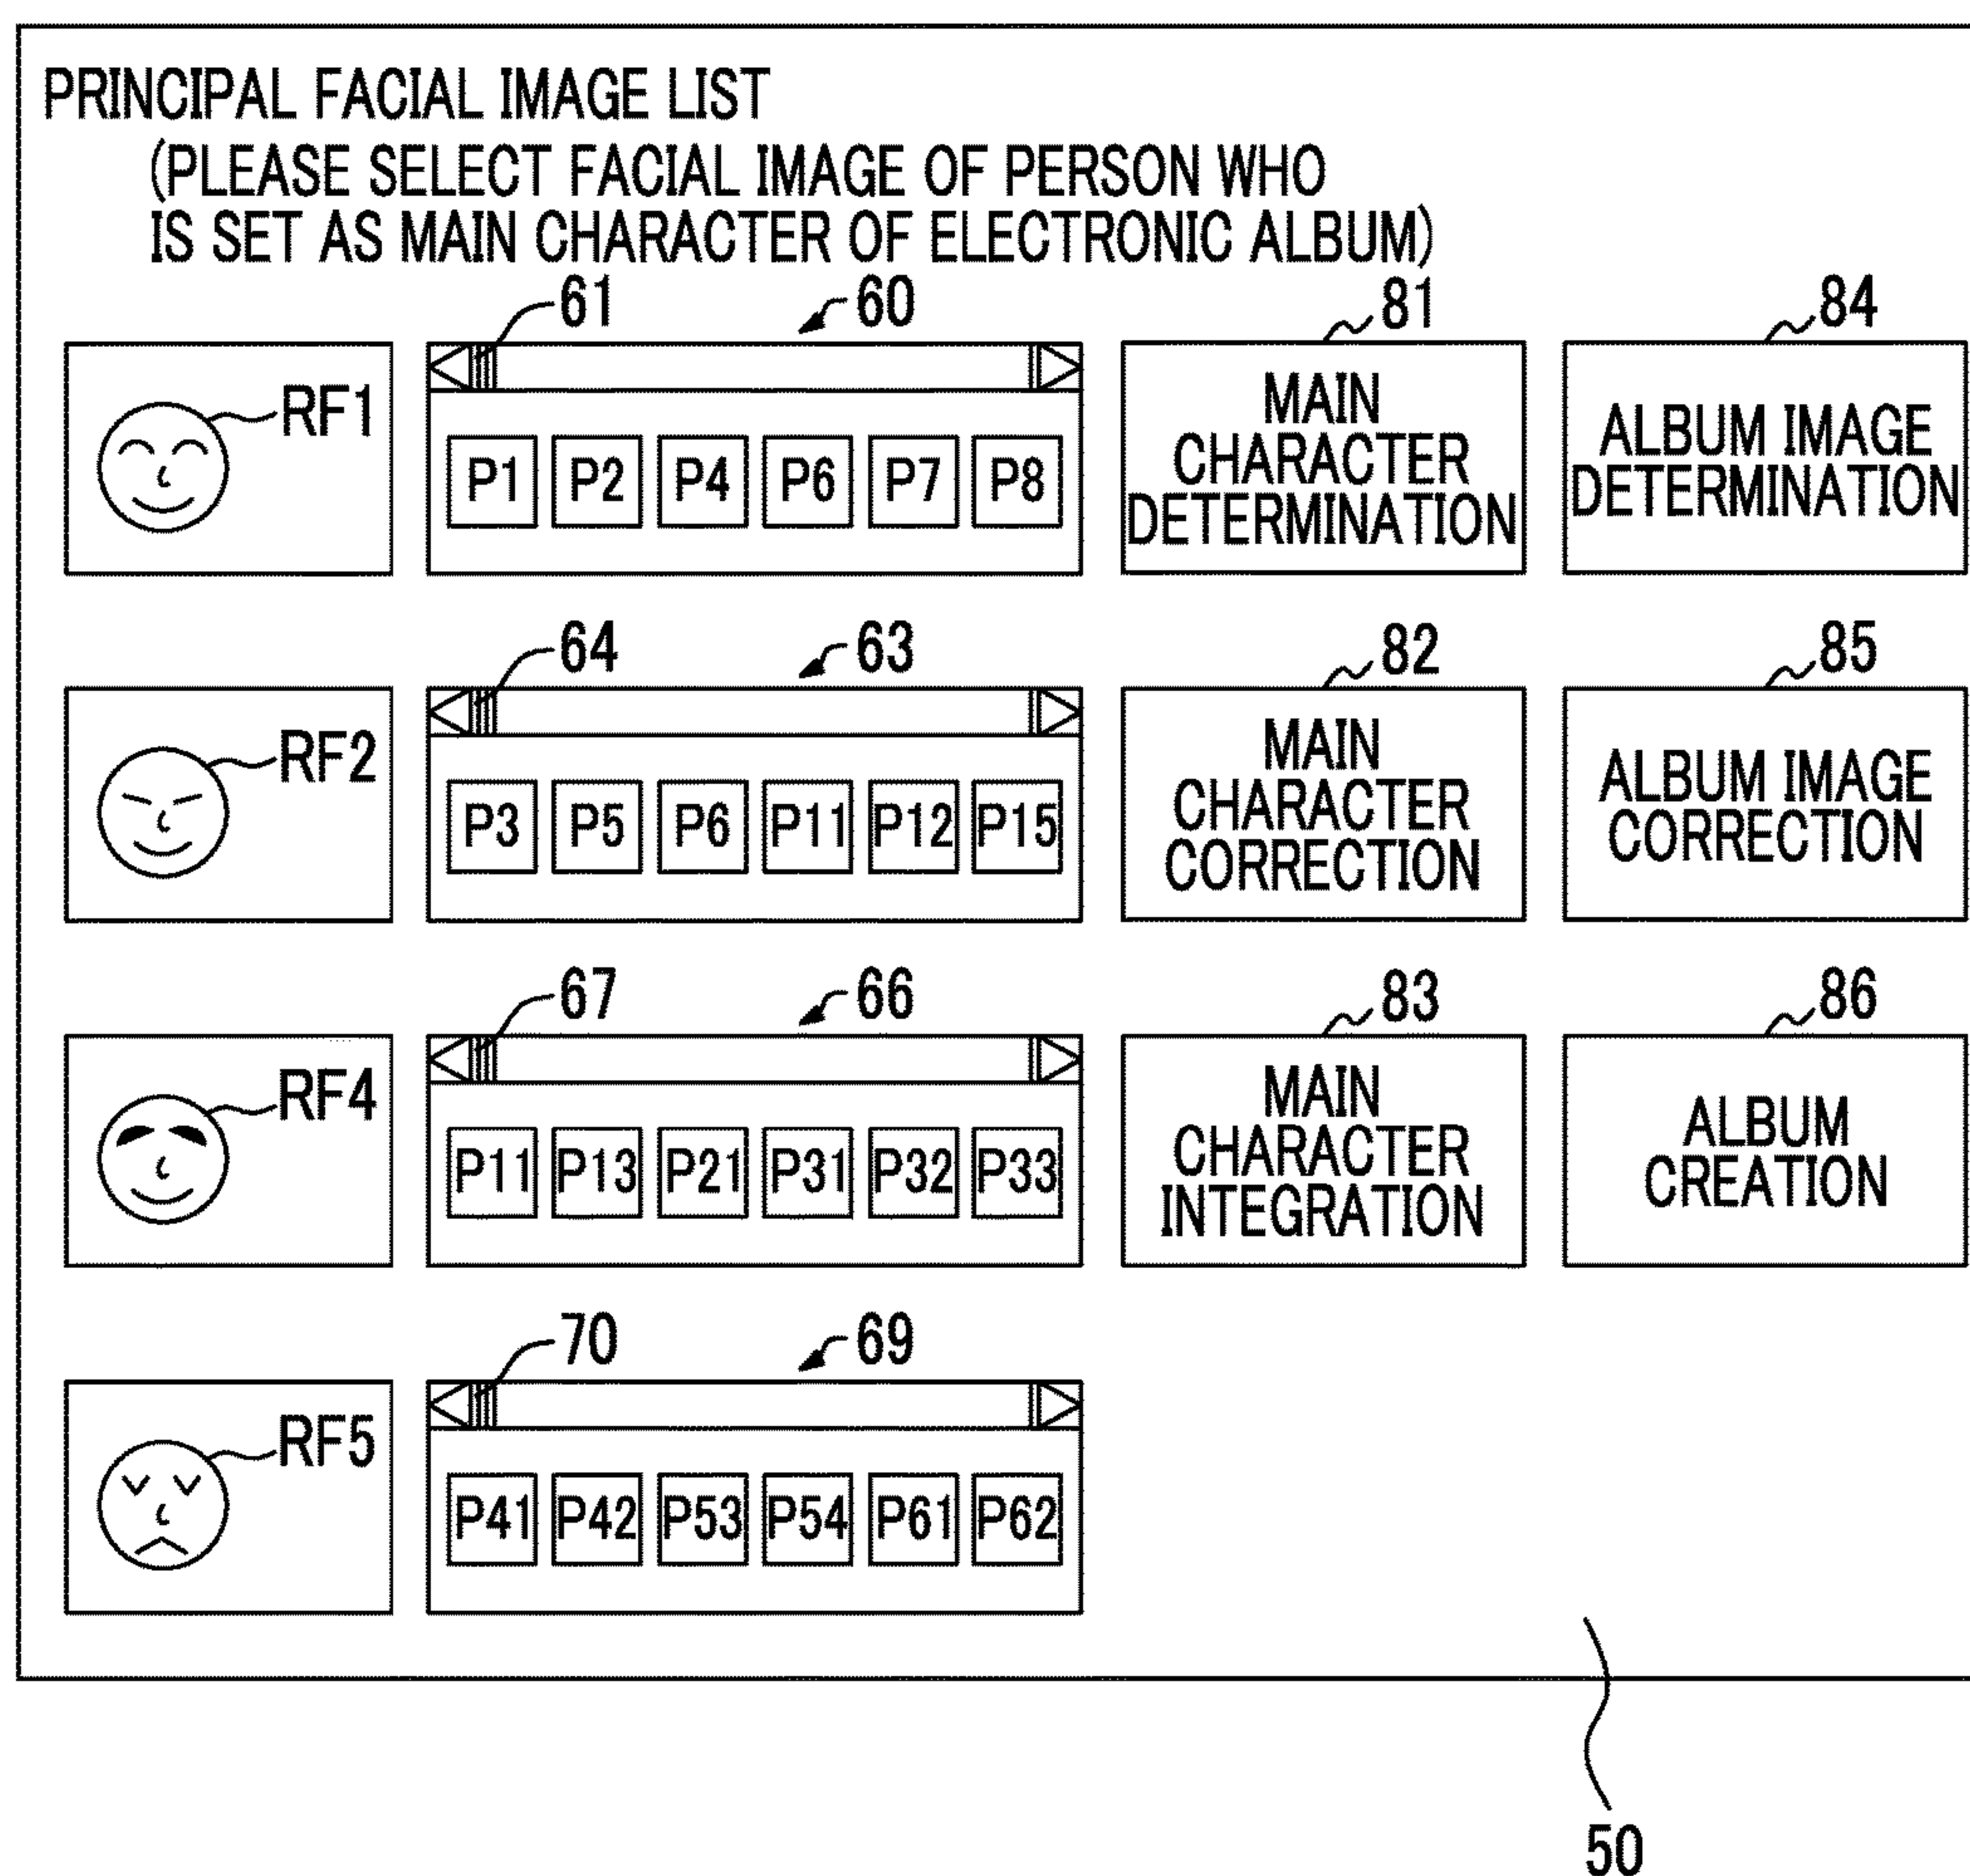 PRINCIPAL FACIAL IMAGE LIST
(PLEASE SELECT FACIAL IMAGE OF PERSON WHO
IS SET AS MAIN CHARACTER OF ELECTRONIC ALBUM)
61 60 81 84
RF1
P1 P2 P4 P6 P7 P8
MAIN
CHARACTER
DETERMINATION
ALBUM IMAGE
DETERMINATION
64 63 82 85
RF2
P3 P5 P6 P11 P12 P15
MAIN
CHARACTER
CORRECTION
ALBUM IMAGE
CORRECTION
67 66 83 86
RF4
P11 P13 P21 P31 P32 P33
MAIN
CHARACTER
INTEGRATION
ALBUM
CREATION
70 69
RF5
P41 P42 P53 P54 P61 P62
50